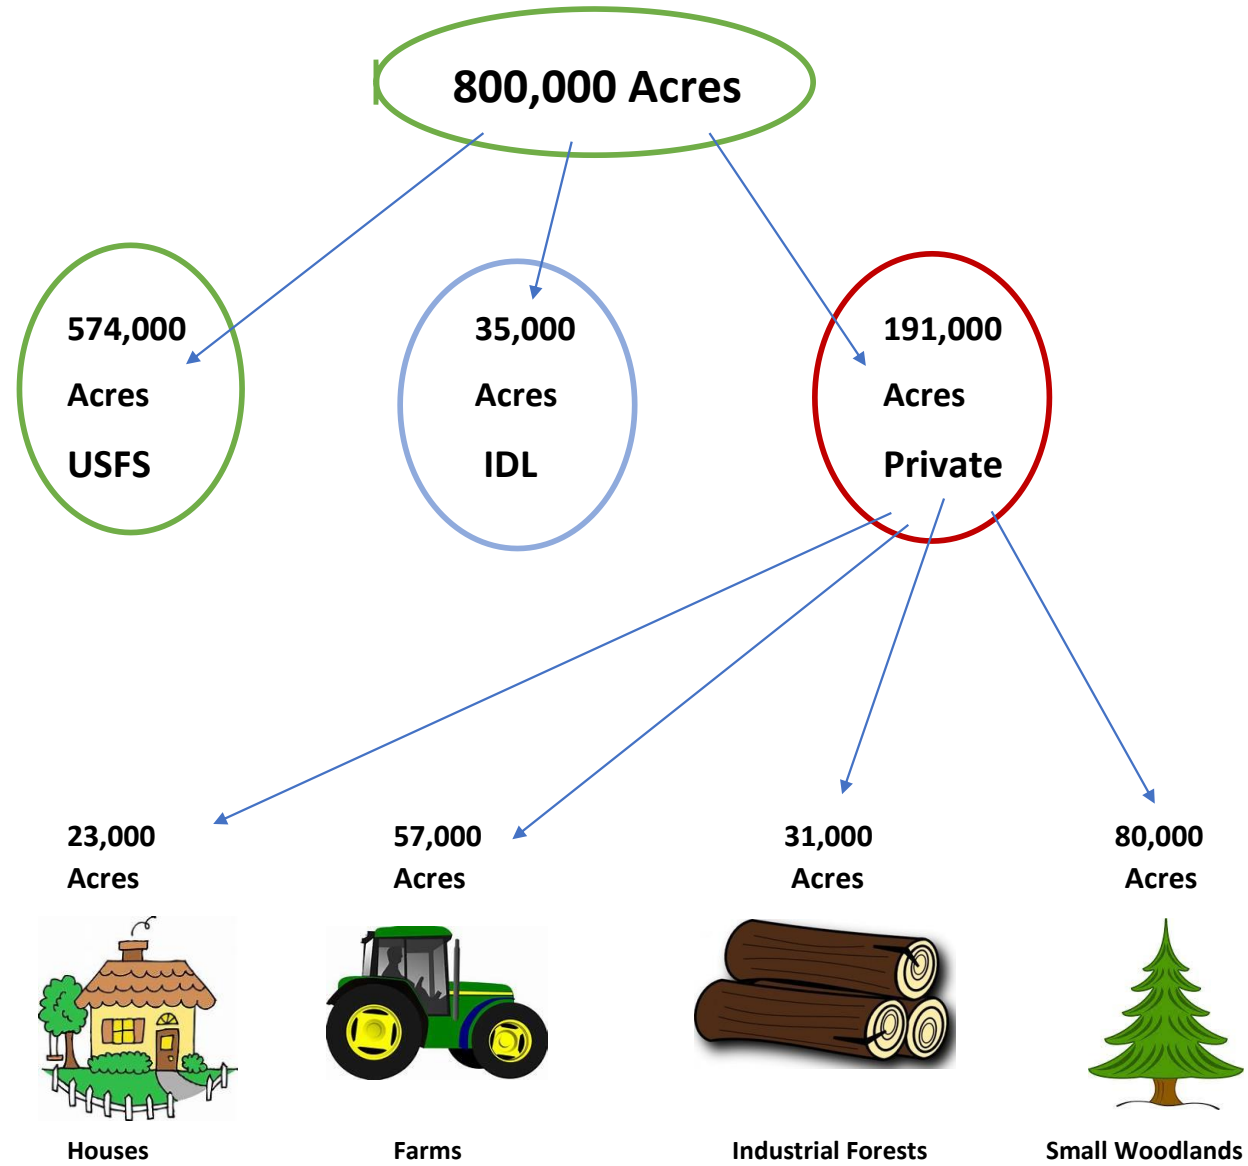 800,000 Acres
574,000
Acres
USFS
35,000
Acres
IDL
191,000
Acres
Private
23,000
Acres
57,000
Acres
31,000
Acres
80,000
Acres
Houses
Farms
Industrial Forests
Small Woodlands